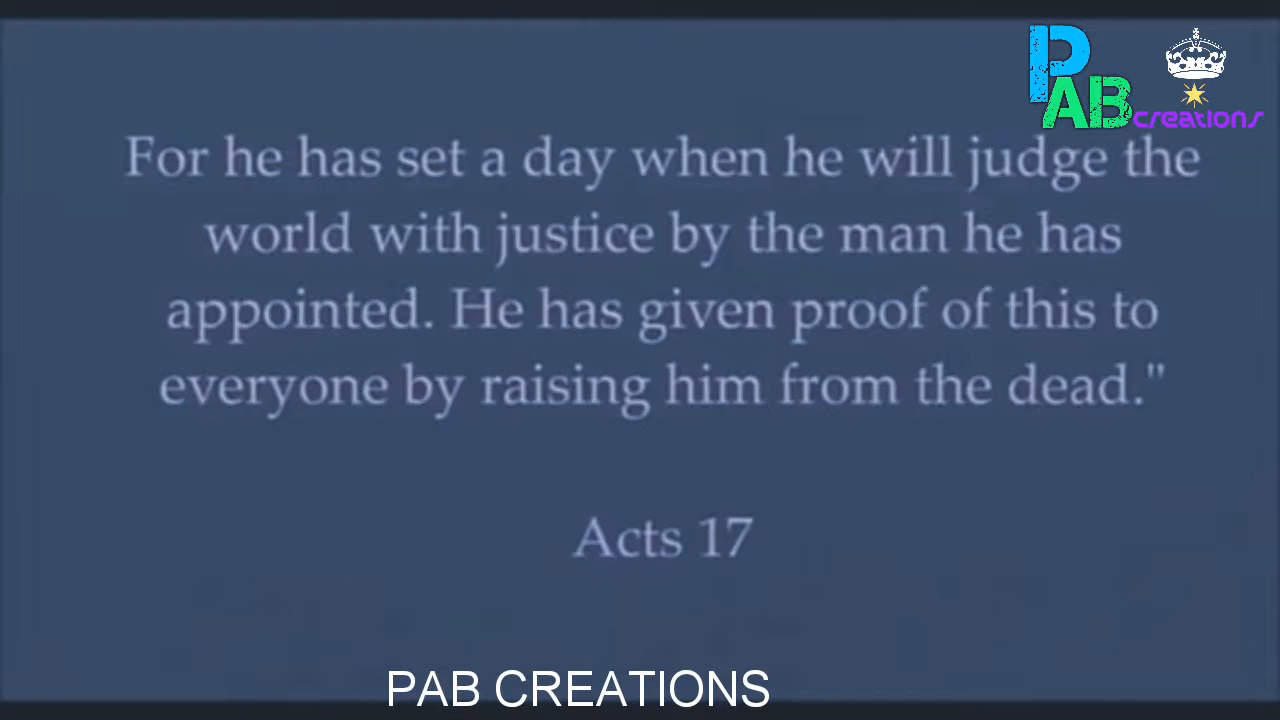 PAB creations
For he has set a day when he will judge the
world with justice by the man he has
appointed. He has given proof of this to
everyone by raising him from the dead."
Acts 17
PAB CREATIONS